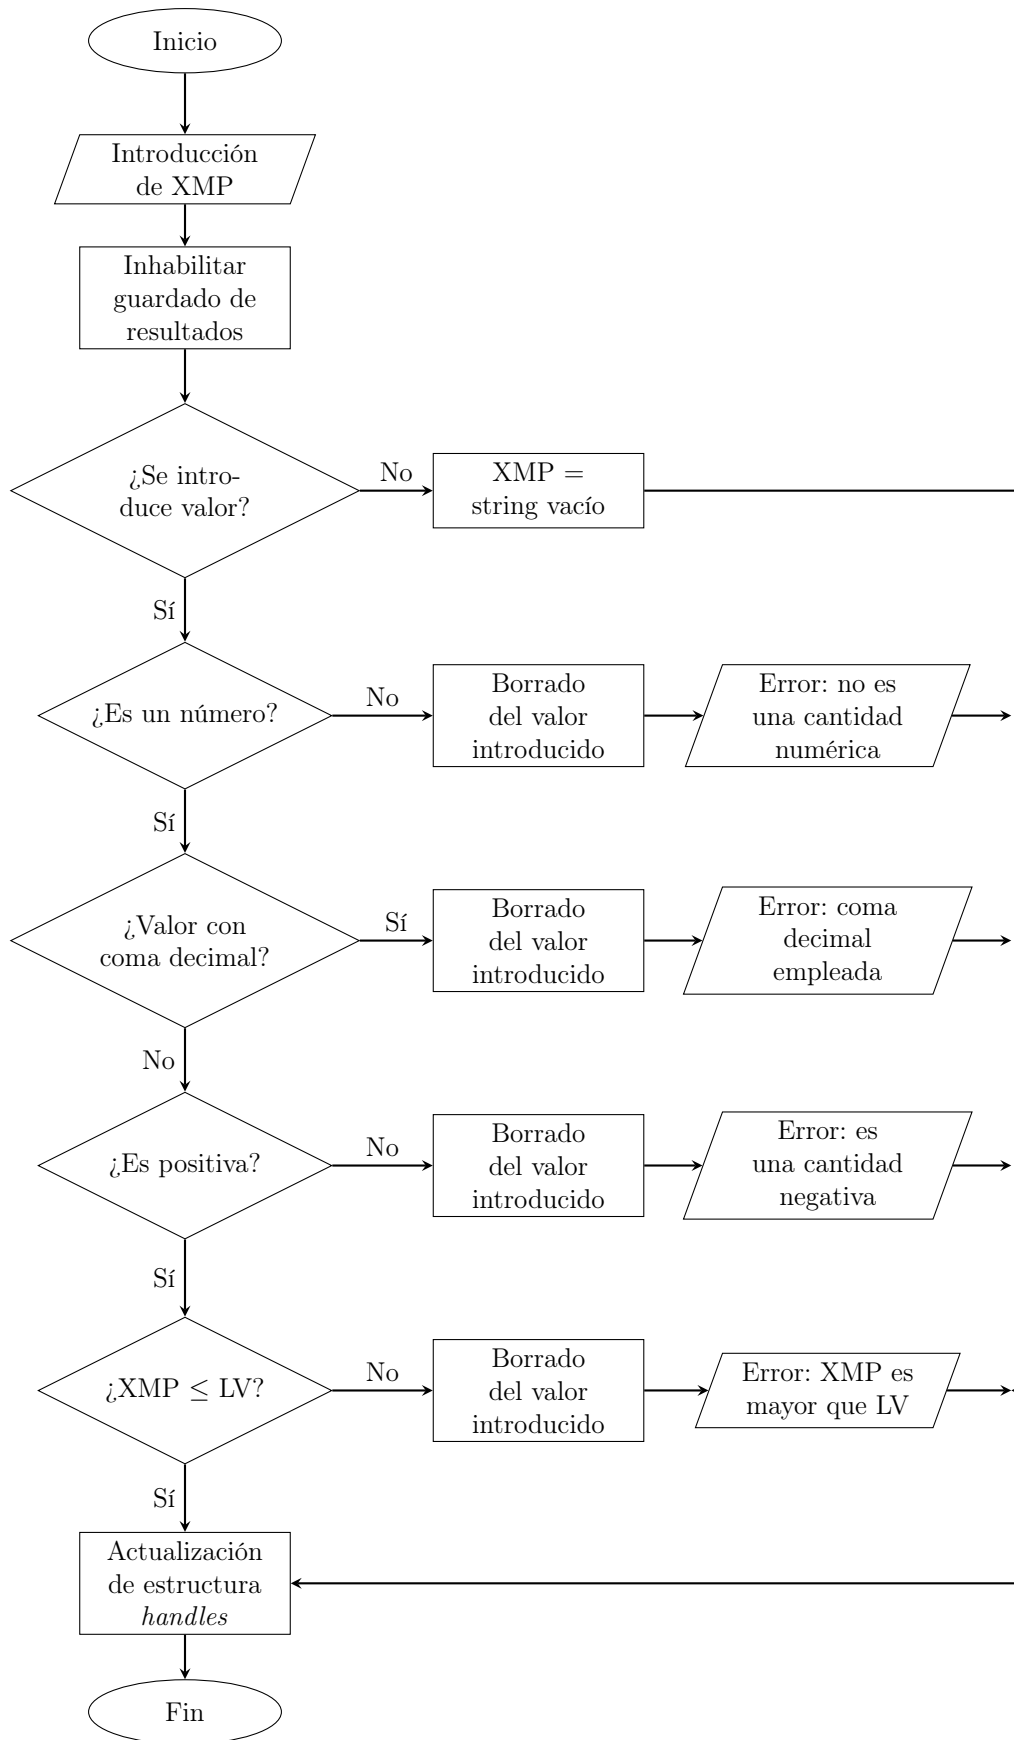 Inicio
Introducción
de XMP
Inhabilitar
guardado de
resultados
¿Se intro-
duce valor?
No
XMP =
string vacío
Sí
¿Es un número?
No
Borrado
del valor
introducido
Error: no es
una cantidad
numérica
Sí
¿Valor con
coma decimal?
Sí
Borrado
del valor
introducido
Error: coma
decimal
empleada
No
¿Es positiva?
No
Borrado
del valor
introducido
Error: es
una cantidad
negativa
Sí
¿XMP ≤ LV?
No
Borrado
del valor
introducido
Error: XMP es
mayor que LV
Sí
Actualización
de estructura
handles
Fin